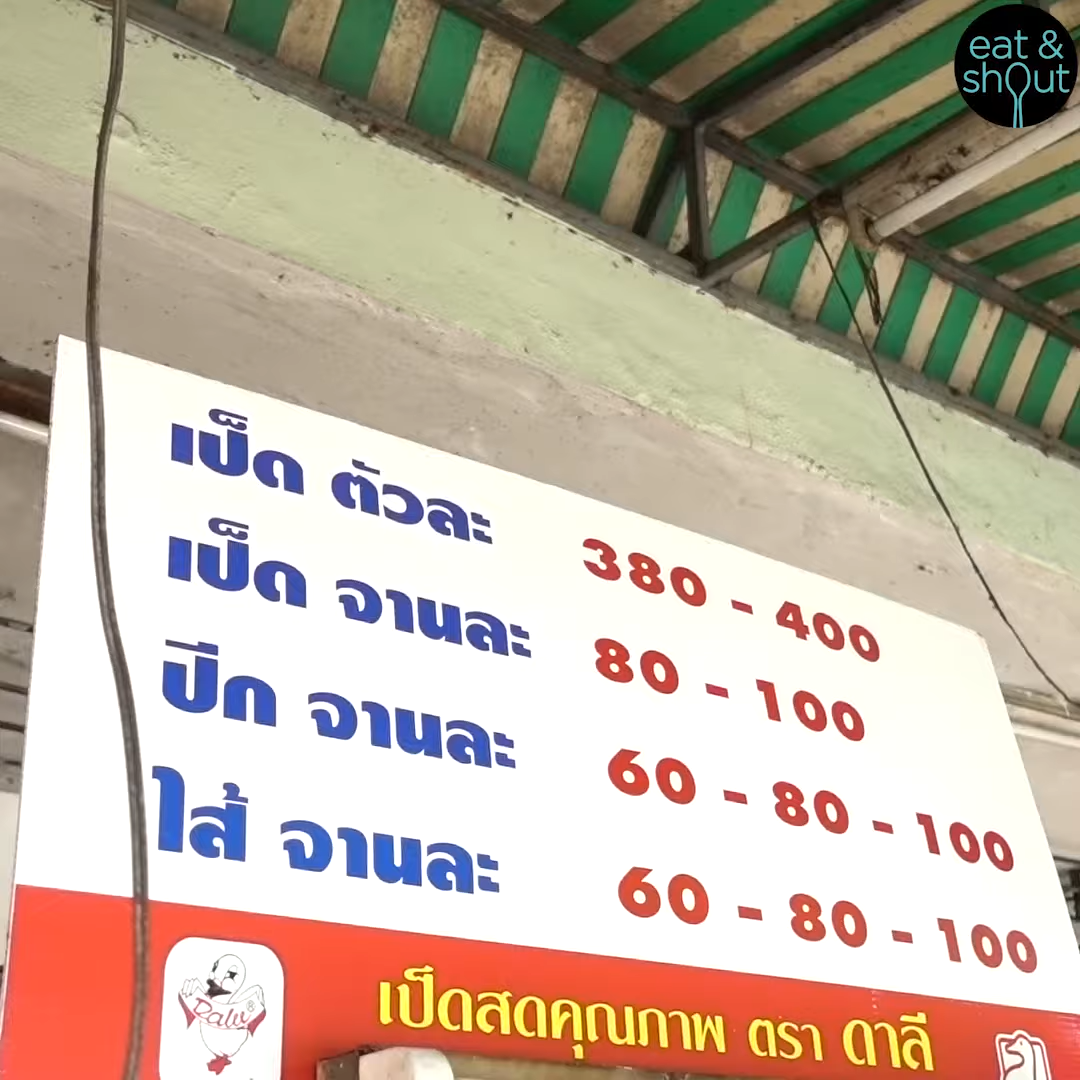 eat &
shout
เป็ด ตัวละ 380 - 400
เป็ด จานละ 80 - 100
ปีก จานละ 60 - 80 - 100
ไส้ จานละ 60 - 80 - 100
เป็ดสดคุณภาพ ตรา ดาลี